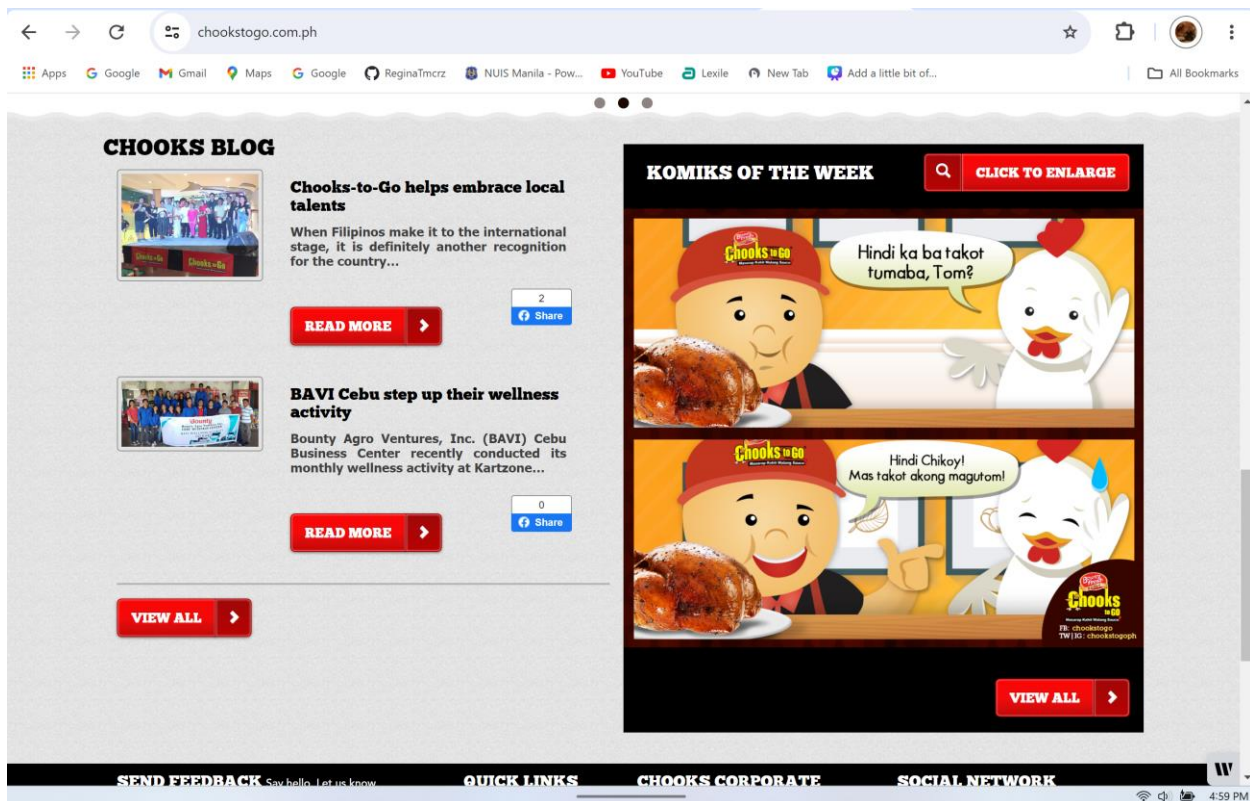 chookstogo.com.ph
Apps
Google
Gmail
Maps
Google
ReginaTmcrz
NUIS Manila - Pow...
YouTube
Lexile
New Tab
Add a little bit of...
All Bookmarks
CHOOKS BLOG
Chooks-to-Go helps embrace local
talents
When Filipinos make it to the international
stage, it is definitely another recognition
for the country...
2
Share
READ MORE
BAVI Cebu step up their wellness
activity
Bounty Agro Ventures, Inc. (BAVI) Cebu
Business Center recently conducted its
monthly wellness activity at Kartzone...
0
Share
READ MORE
VIEW ALL
KOMIKS OF THE WEEK
CLICK TO ENLARGE
Chooks to GO
Hindi ka ba takot
tumaba, Tom?
Chooks to GO
Hindi Chikoy!
Mas takot akong magutom!
Chooks
to GO
FB: chookstogo
TW|IG: chookstogoph
VIEW ALL
SEND FEEDBACK Say hello. Let us know
QUICK LINKS
CHOOKS CORPORATE
SOCIAL NETWORK
W
4:59 PM